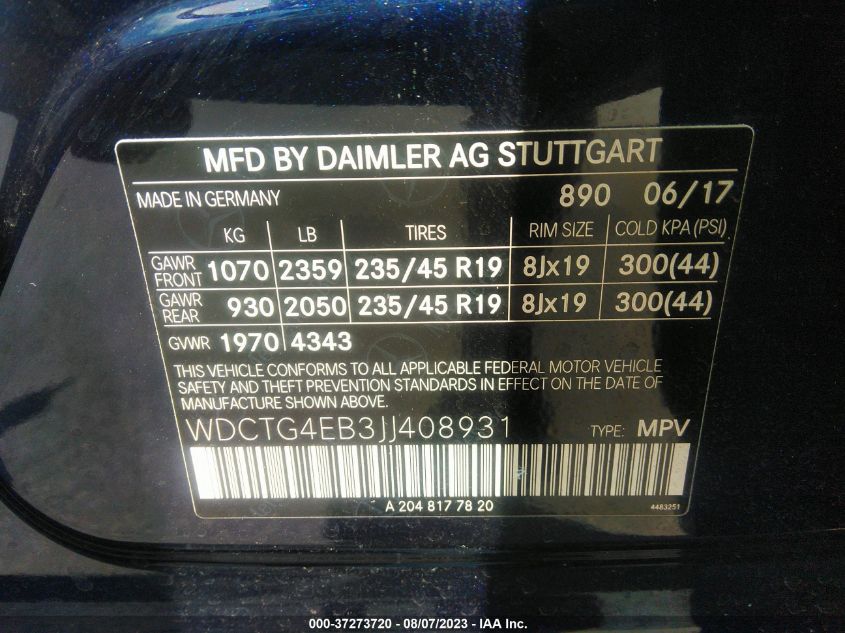 MFD BY DAIMLER AG STUTTGART
MADE IN GERMANY 890 06/17
KG LB TIRES RIM SIZE COLD KPA (PSI)
GAWR FRONT 1070 2359 235/45 R19 8Jx19 300(44)
GAWR REAR 930 2050 235/45 R19 8Jx19 300(44)
GVWR 1970 4343
THIS VEHICLE CONFORMS TO ALL APPLICABLE FEDERAL MOTOR VEHICLE
SAFETY AND THEFT PREVENTION STANDARDS IN EFFECT ON THE DATE OF
MANUFACTURE SHOWN ABOVE.
WDCTG4EB3JJ408931 TYPE: MPV
A 204 817 78 20 4483251
000-37273720 - 08/07/2023 - IAA Inc.